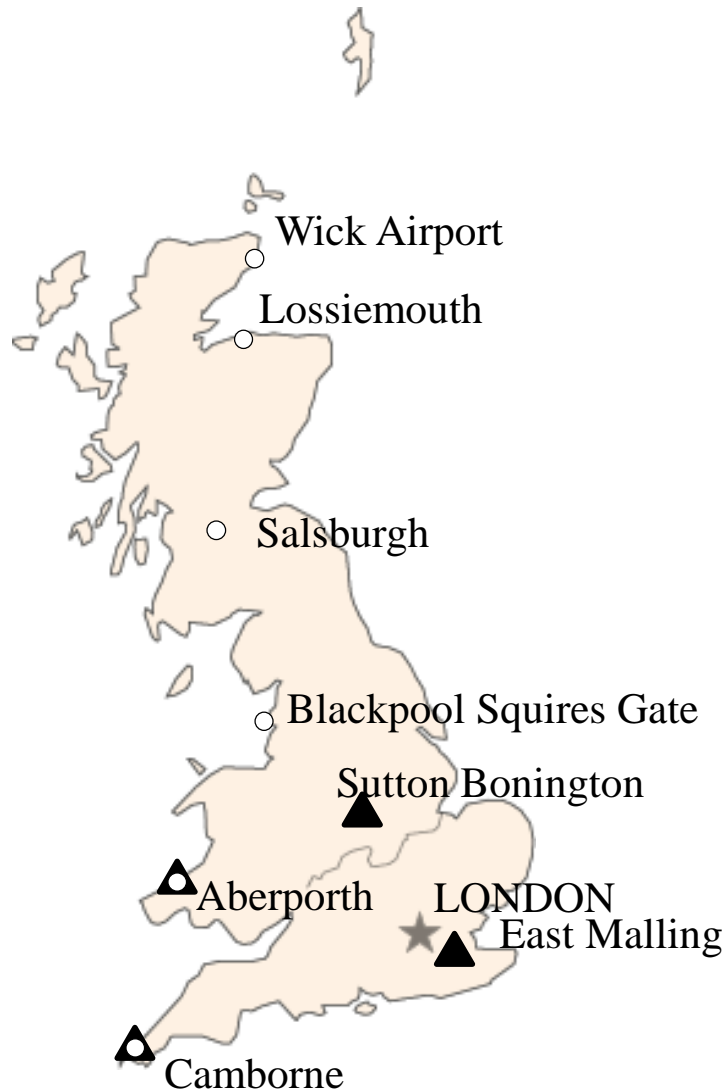 Wick Airport
Lossiemouth
Salsburgh
Blackpool Squires Gate
Sutton Bonington
Aberporth
LONDON
East Malling
Camborne